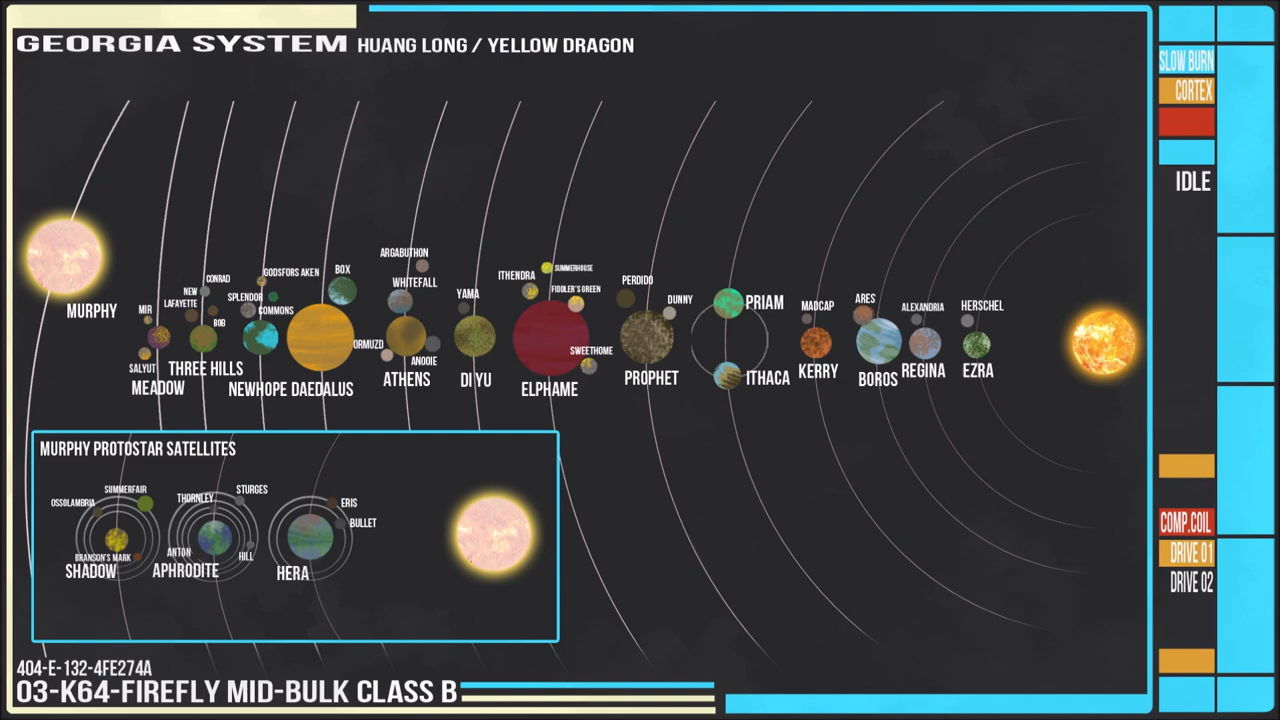 GEORGIA SYSTEM HUANG LONG / YELLOW DRAGON
SLOW BURN
CORTEX
IDLE
MURPHY
MIR
SALYUT
MEADOW
CONRAD
NEW
LAFAYETTE
BOB
THREE HILLS
GODSFORS AKEN
SPLENDOR
COMMONS
NEWHOPE
BOX
DAEDALUS
ARGABUTHON
WHITEFALL
ORMUZD
ANOOIE
ATHENS
YAMA
DI YU
SUMMERHOUSE
ITHENDRA
FIDDLER'S GREEN
SWEETHOME
ELPHAME
PERDIDO
DUNNY
PROPHET
PRIAM
ITHACA
MADCAP
KERRY
ARES
BOROS
ALEXANDRIA
REGINA
HERSCHEL
EZRA
MURPHY PROTOSTAR SATELLITES
SUMMERFAIR
OSSOLAMBRIA
BRANSON'S MARK
SHADOW
STURGES
THORNLEY
ANTON
HILL
APHRODITE
ERIS
BULLET
HERA
COMP.COIL
DRIVE 01
DRIVE 02
404-E-132-4FE274A
03-K64-FIREFLY MID-BULK CLASS B